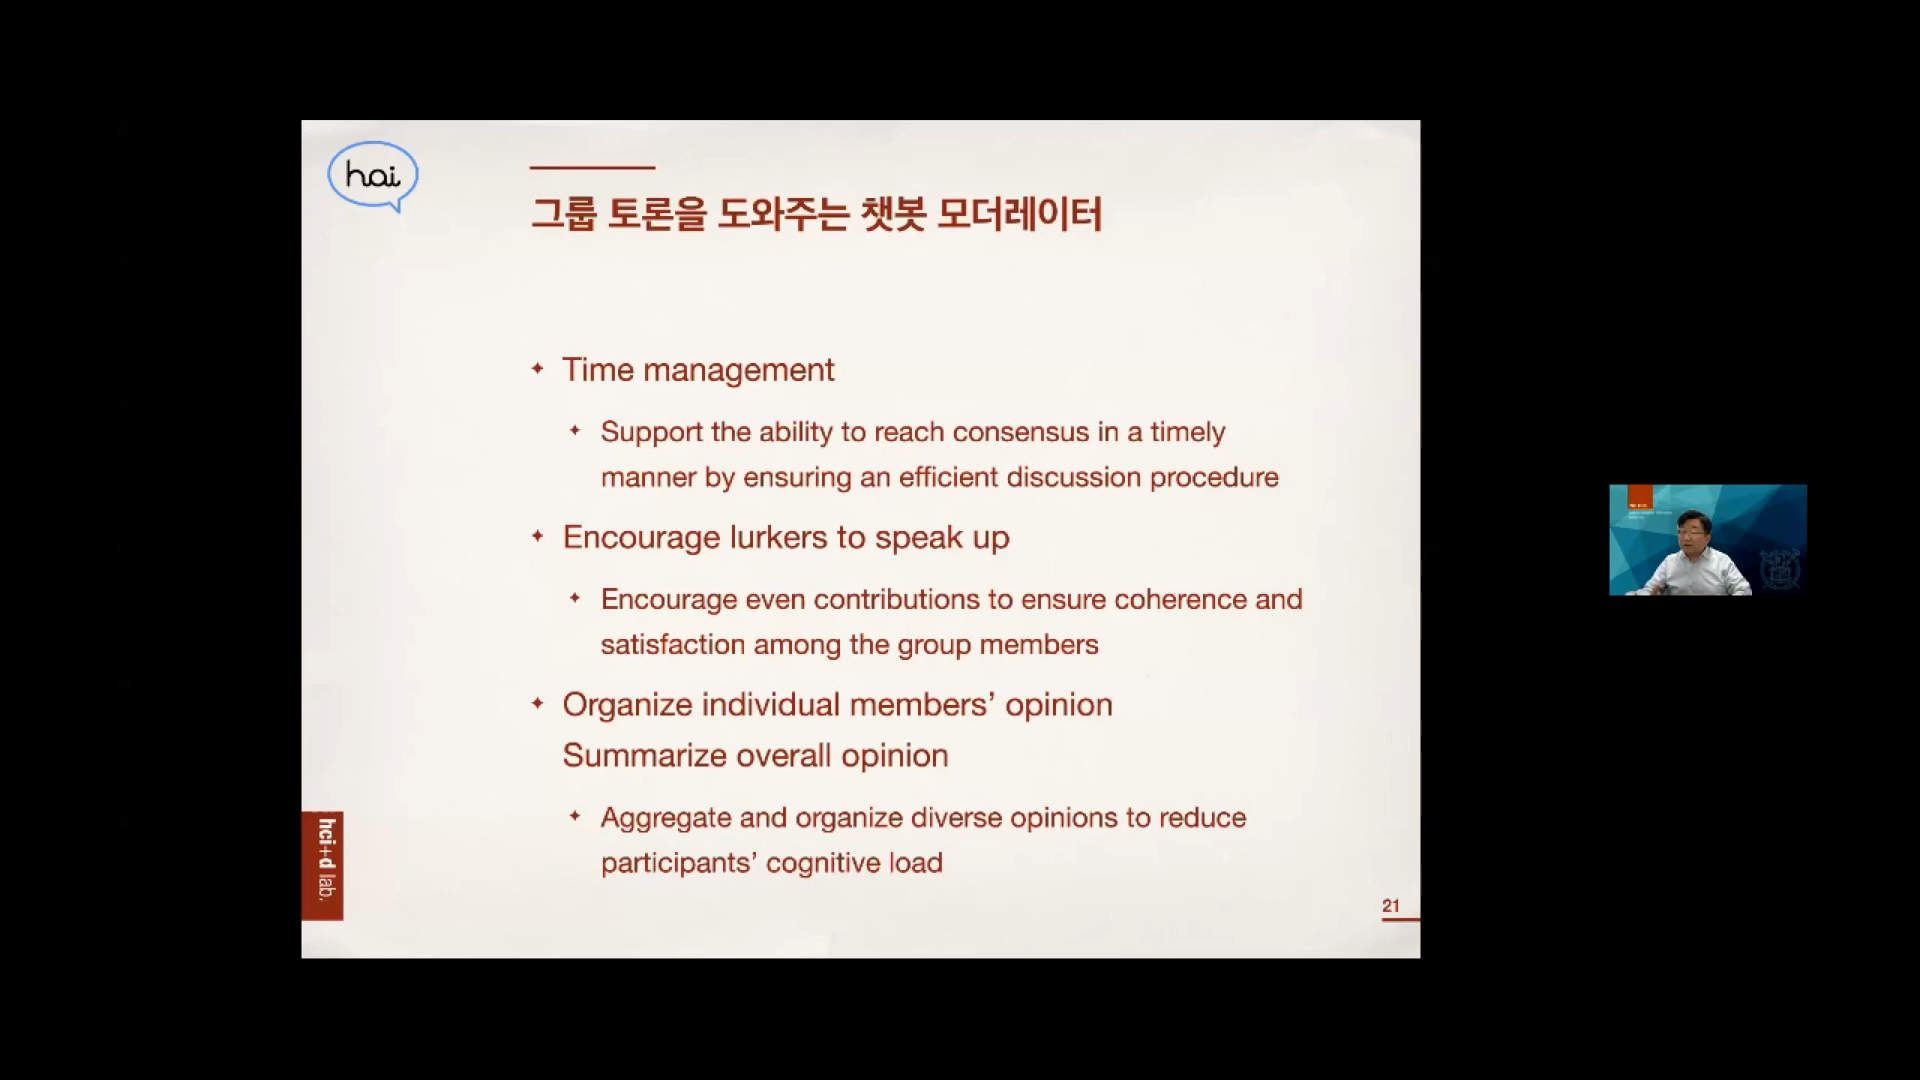 hai
그룹 토론을 도와주는 챗봇 모더레이터
✦ Time management
✦ Support the ability to reach consensus in a timely
manner by ensuring an efficient discussion procedure
✦ Encourage lurkers to speak up
✦ Encourage even contributions to ensure coherence and
satisfaction among the group members
✦ Organize individual members’ opinion
Summarize overall opinion
✦ Aggregate and organize diverse opinions to reduce
participants’ cognitive load
hci+d lab.
21